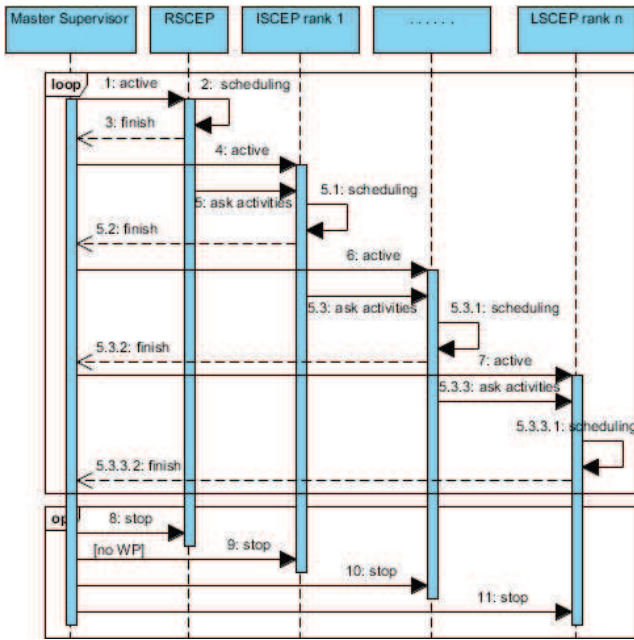 Master Supervisor
RSCEP
ISCEP rank 1
. . . . . .
LSCEP rank n
loop
1: active
2: scheduling
3: finish
4: active
5: ask activities
5.1: scheduling
5.2: finish
6: active
5.3: ask activities
5.3.1: scheduling
5.3.2: finish
7: active
5.3.3: ask activities
5.3.3.1: scheduling
5.3.3.2: finish
op
8: stop
[no WP]
9: stop
10: stop
11: stop